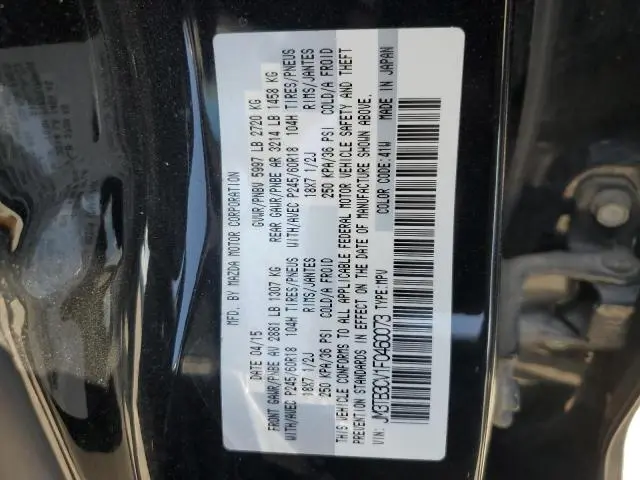 MFD. BY MAZDA MOTOR CORPORATION
DATE 04/15 GVWR/PNBV 5997 LB 2720 KG
FRONT GAWR/PNBE AV 2881 LB 1307 KG REAR GAWR/PNBE AR 3214 LB 1458 KG
WITH/AVEC P245/60R18 104H TIRES/PNEUS WITH/AVEC P245/60R18 104H TIRES/PNEUS
18X7 1/2J RIMS/JANTES 18X7 1/2J RIMS/JANTES
250 KPA/36 PSI COLD/A FROID 250 KPA/36 PSI COLD/A FROID
THIS VEHICLE CONFORMS TO ALL APPLICABLE FEDERAL MOTOR VEHICLE SAFETY AND THEFT
PREVENTION STANDARDS IN EFFECT ON THE DATE OF MANUFACTURE SHOWN ABOVE.
VIN: JM3TB3CV1F0460073 TYPE:MPV COLOR CODE:41W MADE IN JAPAN